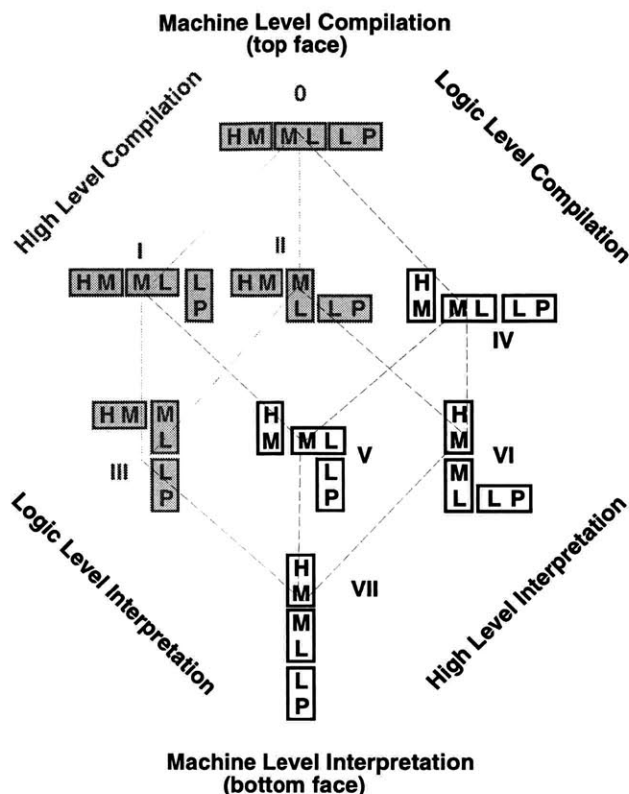 Machine Level Compilation
(top face)
High Level Compilation
Logic Level Compilation
0
H M M L L P
I
H M M L L
P
II
H M M
L L P
H
M M L L P
IV
H M M
L
III
L
P
H
M M L
V
L
P
H
M
VI
M
L L P
Logic Level Interpretation
High Level Interpretation
H
M
VII
M
L
L
P
Machine Level Interpretation
(bottom face)